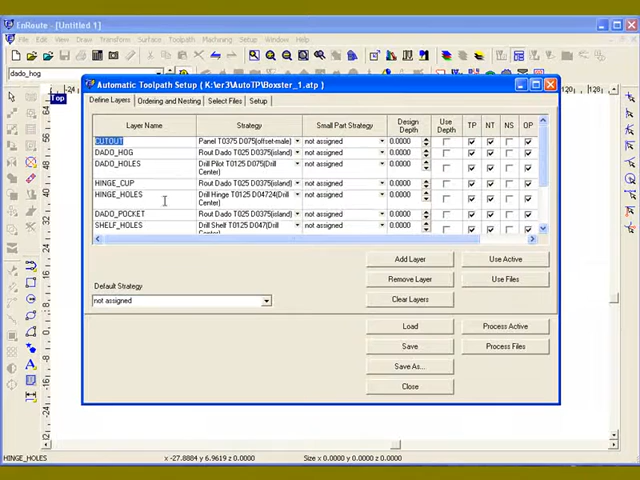 EnRoute - [Untitled 1]
File Edit View Draw Transform Surface Toolpath Machining Setup Strategy Window Help
dado_hog
Top
Automatic Toolpath Setup ( K:\er3\AutoTP\Boxster_1.atp )
Define Layers Ordering and Nesting Select Files Setup
Layer Name Strategy Small Part Strategy Design Depth Use Depth TP NT NS OP
CUTOUT Panel T0375 D075(offset-male) not assigned 0.0000
DADO_HOG Rout Dado T025 D0375(island) not assigned 0.0000
DADO_HOLES Drill Pilot T0125 D075(Drill Center) not assigned 0.0000
HINGE_CUP Rout Dado T025 D0375(island) not assigned 0.0000
HINGE_HOLES Drill Hinge T0125 D04724(Drill Center) not assigned 0.0000
DADO_POCKET Rout Dado T025 D0375(island) not assigned 0.0000
SHELF_HOLES Drill Shelf T0125 D047(Drill Center) not assigned 0.0000
Add Layer Use Active
Remove Layer Use Files
Default Strategy
not assigned
Clear Layers
Load Process Active
Save Process Files
Save As...
Close
HINGE_HOLES x -27.8884 y 6.9619 z 0.0000 Size x 0.0000 y 0.0000 z 0.0000